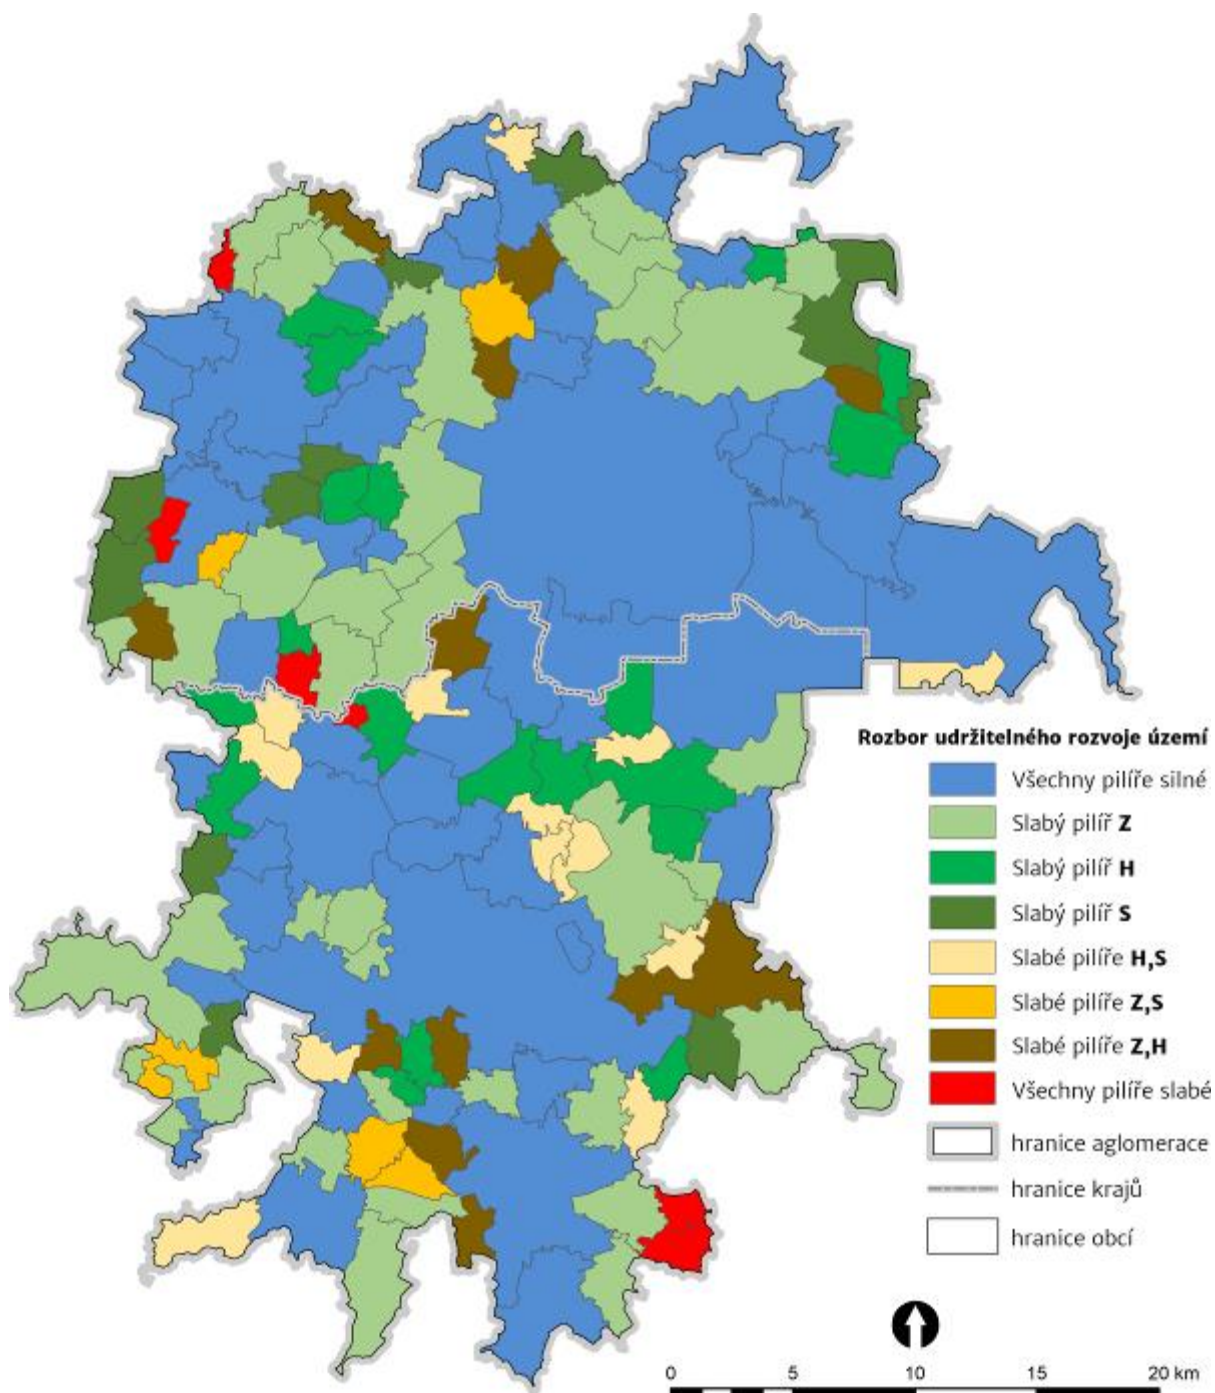 Rozbor udržitelného rozvoje území
Všechny pilíře silné
Slabý pilíř Z
Slabý pilíř H
Slabý pilíř S
Slabé pilíře H,S
Slabé pilíře Z,S
Slabé pilíře Z,H
Všechny pilíře slabé
hranice aglomerace
hranice krajů
hranice obcí
0 5 10 15 20 km